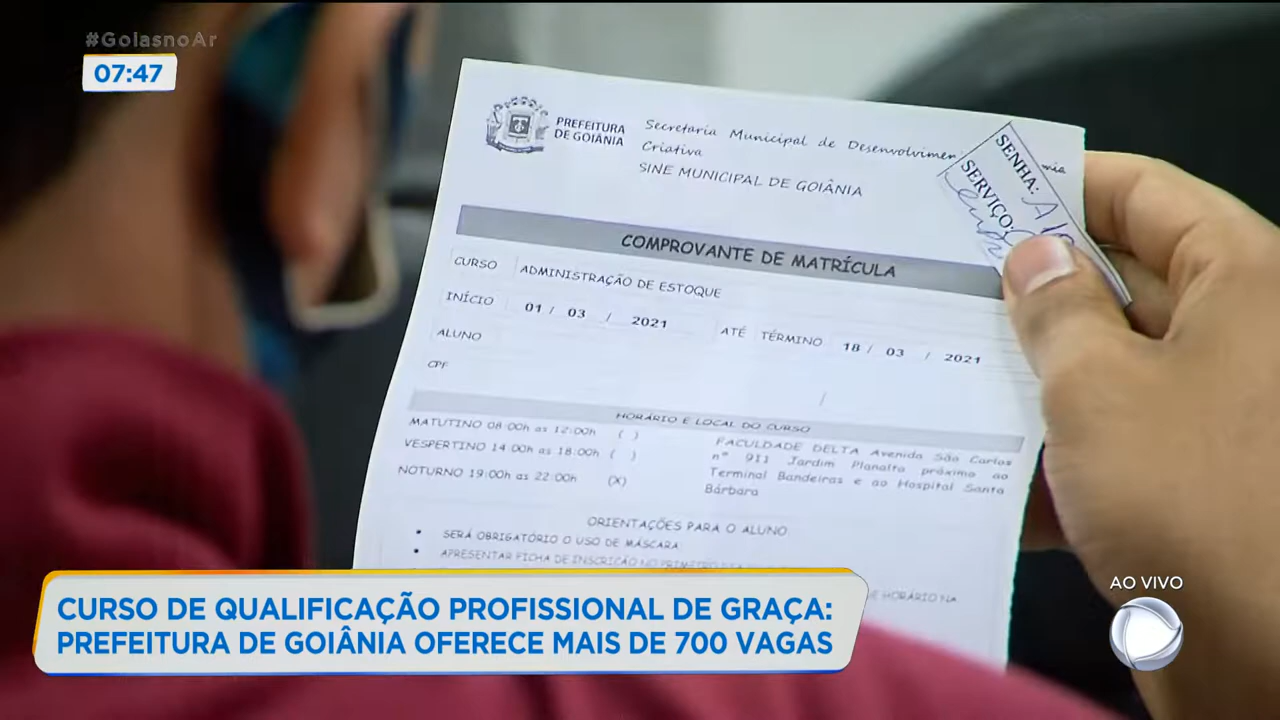 #GoiasnoAr
07:47
PREFEITURA
DE GOIÂNIA
Secretaria Municipal de
Criativa
SINE MUNICIPAL DE GOIÂNIA
SENHA: A
SERVIÇO:
COMPROVANTE DE MATRÍCULA
CURSO ADMINISTRAÇÃO DE ESTOQUE
INÍCIO 01 / 03 / 2021 ATÉ TÉRMINO 18 / 03 / 2021
ALUNO
CPF
HORÁRIO E LOCAL DO CURSO
MATUTINO 08:00h as 12:00h ( )
VESPERTINO 14:00h as 18:00h ( )
NOTURNO 19:00h as 22:00h (X)
FACULDADE DELTA Avenida São Carlos
nº 911 Jardim Planalto próximo ao
Terminal Bandeiras e ao Hospital Santa
Bárbara
ORIENTAÇÕES PARA O ALUNO
• SERÁ OBRIGATÓRIO O USO DE MÁSCARA
• APRESENTAR FICHA DE INSCRIÇÃO NO PRIMEIRO
DE HORÁRIO NA
CURSO DE QUALIFICAÇÃO PROFISSIONAL DE GRAÇA:
PREFEITURA DE GOIÂNIA OFERECE MAIS DE 700 VAGAS
AO VIVO